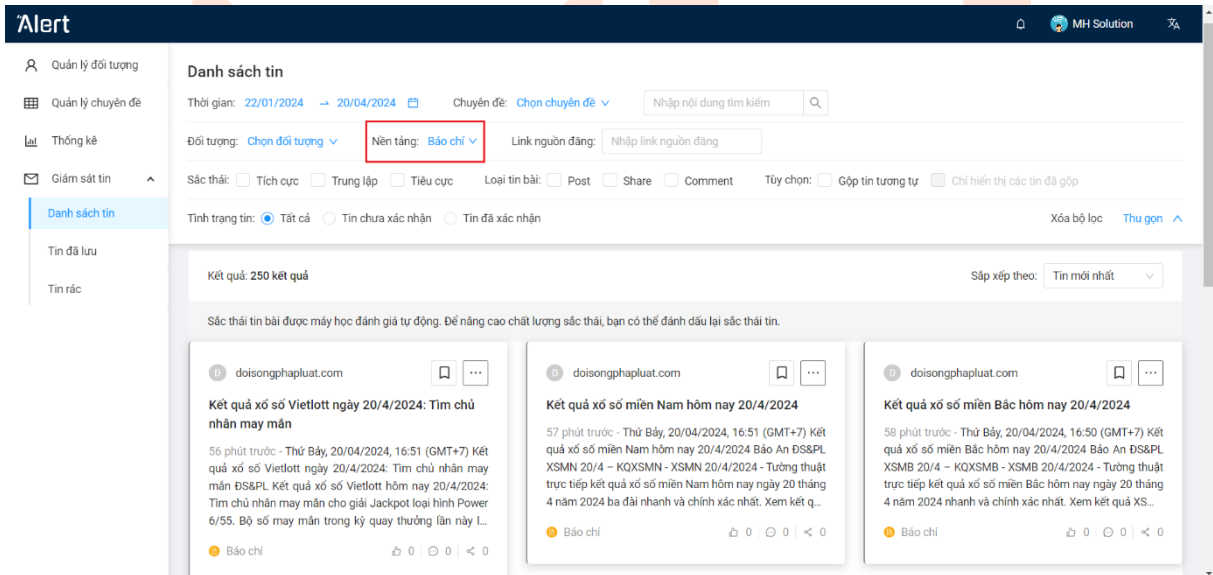 Alert
MH Solution
Quản lý đối tượng
Quản lý chuyên đề
Thống kê
Giám sát tin
Danh sách tin
Tin đã lưu
Tin rác
Danh sách tin
Thời gian: 22/01/2024 → 20/04/2024 Chuyên đề: Chọn chuyên đề Nhập nội dung tìm kiếm
Đối tượng: Chọn đối tượng Nền tảng: Báo chí Link nguồn đăng: Nhập link nguồn đăng
Sắc thái: Tích cực Trung lập Tiêu cực Loại tin bài: Post Share Comment Tùy chọn: Gộp tin tương tự Chỉ hiển thị các tin đã gộp
Tình trạng tin: Tất cả Tin chưa xác nhận Tin đã xác nhận Xóa bộ lọc Thu gọn
Kết quả: 250 kết quả Sắp xếp theo: Tin mới nhất
Sắc thái tin bài được máy học đánh giá tự động. Để nâng cao chất lượng sắc thái, bạn có thể đánh dấu lại sắc thái tin.
D doisongphapluat.com
Kết quả xổ số Vietlott ngày 20/4/2024: Tìm chủ
nhân may mắn
56 phút trước - Thứ Bảy, 20/04/2024, 16:51 (GMT+7) Kết
quả xổ số Vietlott ngày 20/4/2024: Tìm chủ nhân may
mắn ĐS&PL Kết quả xổ số Vietlott hôm nay 20/4/2024:
Tìm chủ nhân may mắn cho giải Jackpot loại hình Power
6/55. Bộ số may mắn trong kỳ quay thưởng lần này l...
Báo chí 0 0 0
D doisongphapluat.com
Kết quả xổ số miền Nam hôm nay 20/4/2024
57 phút trước - Thứ Bảy, 20/04/2024, 16:51 (GMT+7) Kết
quả xổ số miền Nam hôm nay 20/4/2024 Bảo An ĐS&PL
XSMN 20/4 – KQXSMN - XSMN 20/4/2024 - Tường thuật
trực tiếp kết quả xổ số miền Nam hôm nay ngày 20 tháng
4 năm 2024 ba đài nhanh và chính xác nhất. Xem kết q...
Báo chí 0 0 0
D doisongphapluat.com
Kết quả xổ số miền Bắc hôm nay 20/4/2024
58 phút trước - Thứ Bảy, 20/04/2024, 16:50 (GMT+7) Kết
quả xổ số miền Bắc hôm nay 20/4/2024 Bảo An ĐS&PL
XSMB 20/4 – KQXSMB - XSMB 20/4/2024 - Tường thuật
trực tiếp kết quả xổ số miền Bắc hôm nay ngày 20 tháng
4 năm 2024 nhanh và chính xác nhất. Xem kết quả XS...
Báo chí 0 0 0